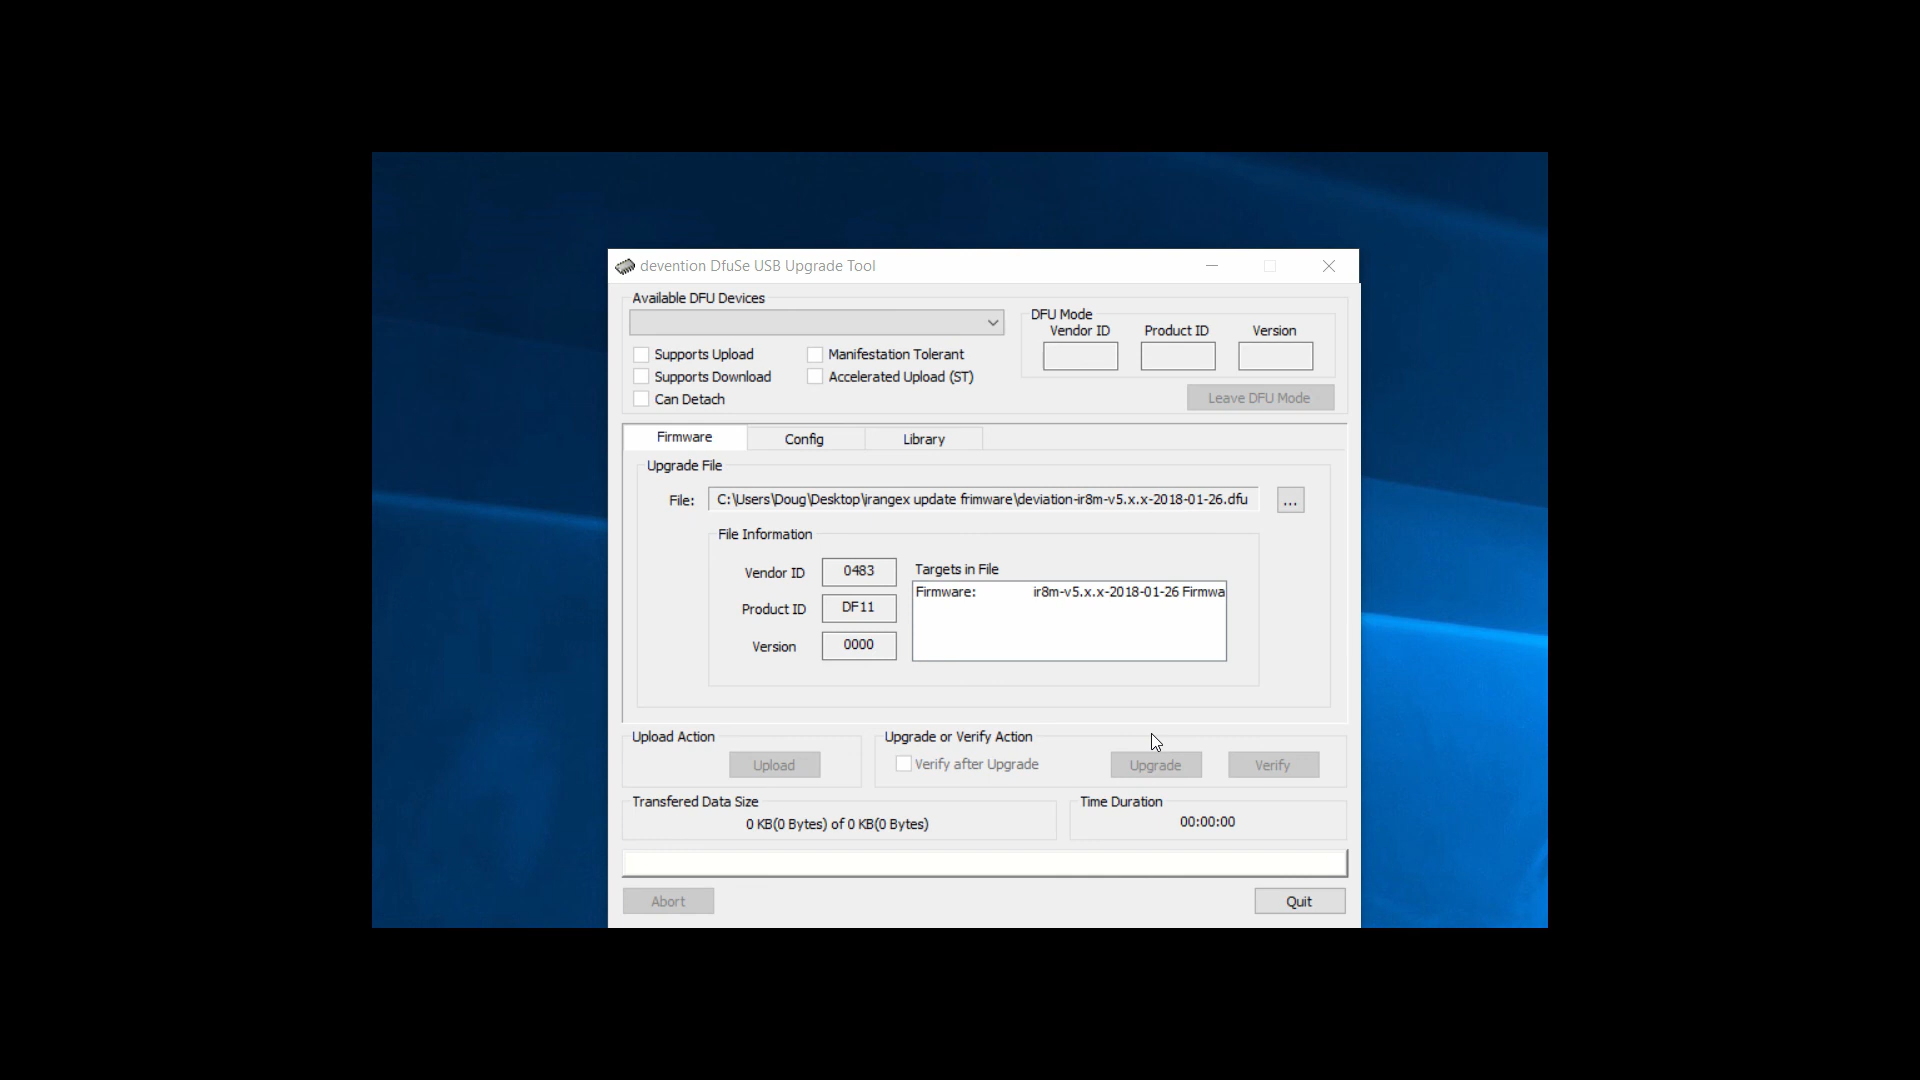 devention DfuSe USB Upgrade Tool
Available DFU Devices
DFU Mode
Vendor ID Product ID Version
Supports Upload Manifestation Tolerant
Supports Download Accelerated Upload (ST)
Can Detach
Leave DFU Mode
Firmware Config Library
Upgrade File
File: C:\Users\Doug\Desktop\irangex update frimware\deviation-ir8m-v5.x.x-2018-01-26.dfu ...
File Information
Vendor ID 0483 Targets in File
Firmware: ir8m-v5.x.x-2018-01-26 Firmwa
Product ID DF11
Version 0000
Upload Action Upgrade or Verify Action
Upload Verify after Upgrade Upgrade Verify
Transfered Data Size Time Duration
0 KB(0 Bytes) of 0 KB(0 Bytes) 00:00:00
Abort Quit